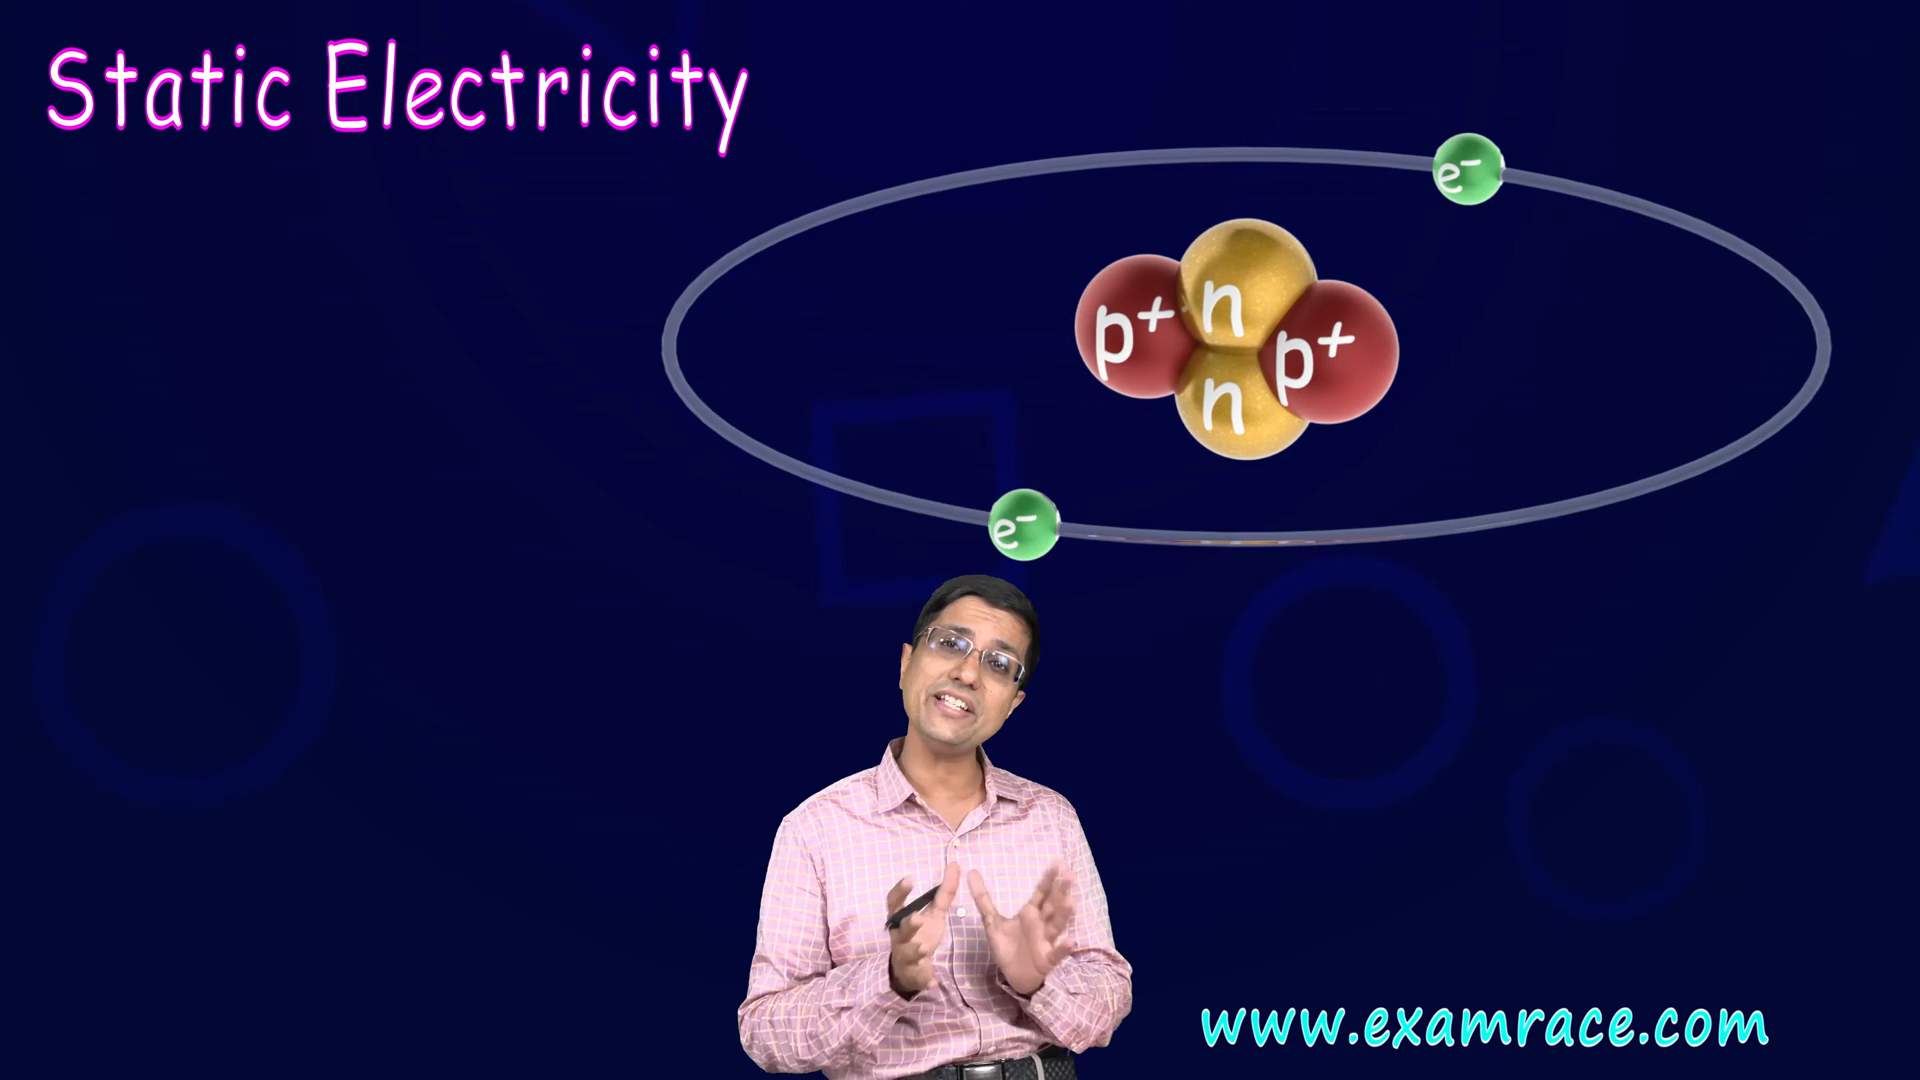 Static Electricity
e⁻
n
p⁺
p⁺
n
e⁻
www.examrace.com